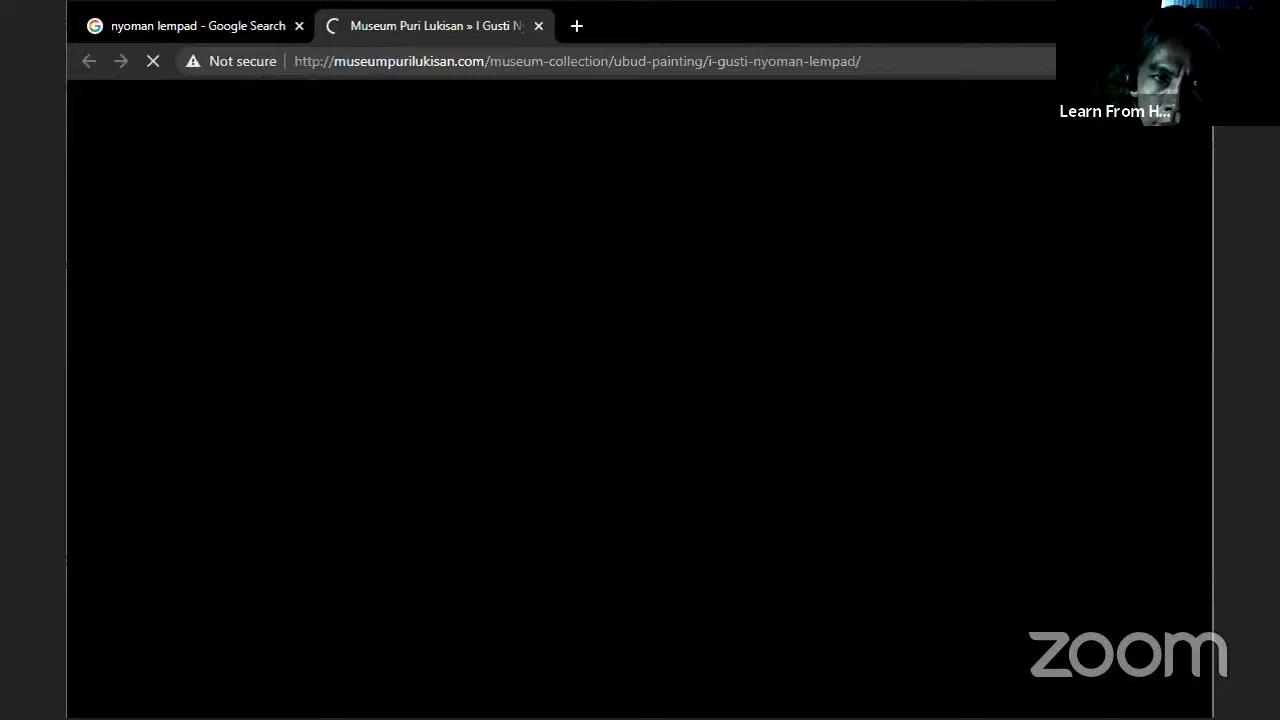 nyoman lempad - Google Search
Museum Puri Lukisan » I Gusti Ny
Not secure
http://museumpurilukisan.com/museum-collection/ubud-painting/i-gusti-nyoman-lempad/
Learn From H...
zoom